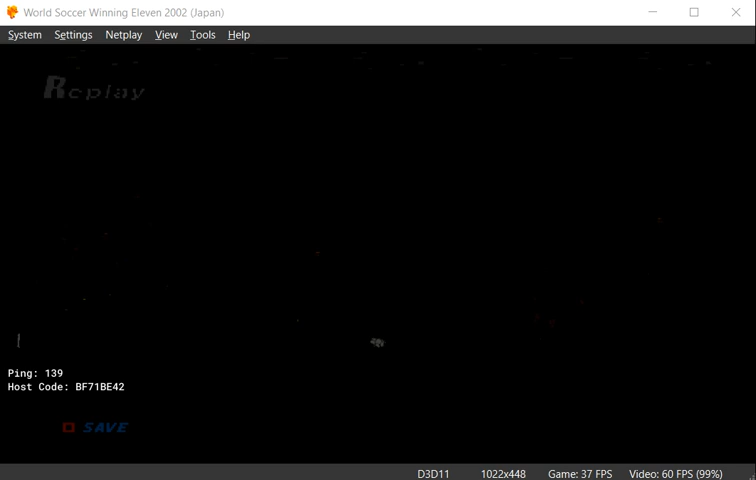 World Soccer Winning Eleven 2002 (Japan)
System Settings Netplay View Tools Help
Replay
Ping: 139
Host Code: BF71BE42
SAVE
D3D11 1022x448 Game: 37 FPS Video: 60 FPS (99%)